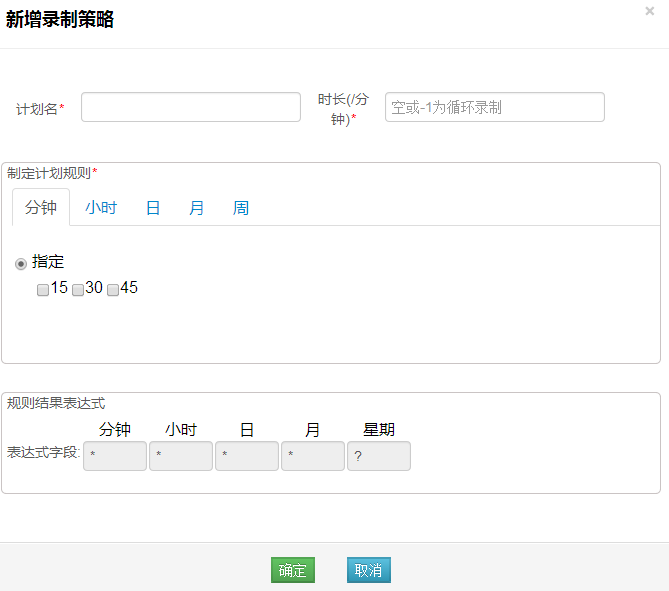 新增录制策略 ×
计划名* 时长(/分钟)* 空或-1为循环录制
制定计划规则*
分钟 小时 日 月 周
指定
15 30 45
规则结果表达式
分钟 小时 日 月 星期
表达式字段: * * * * ?
确定 取消